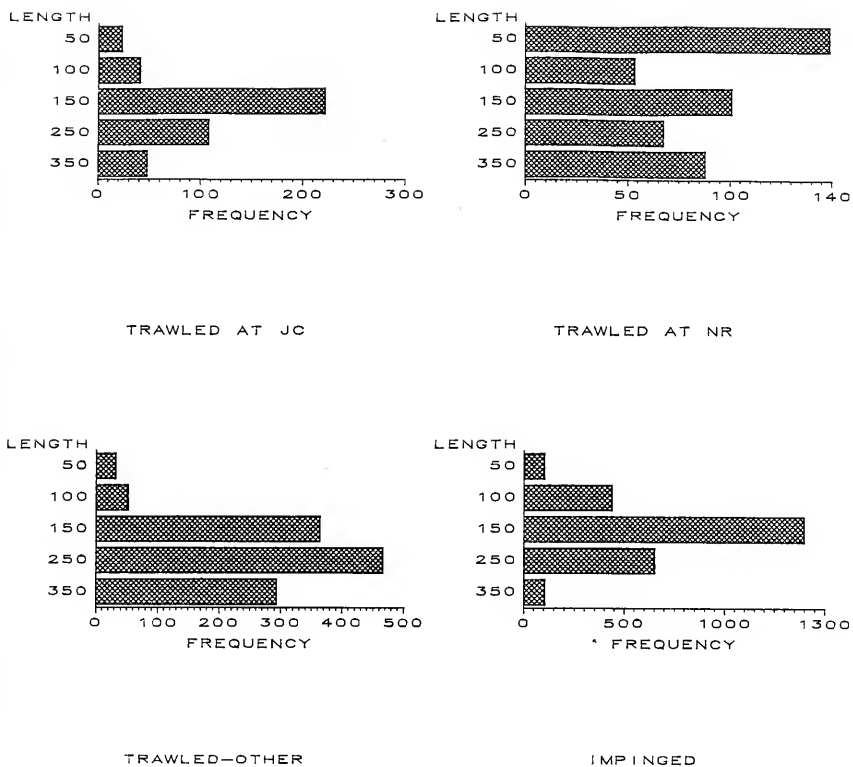 LENGTH
50
100
150
250
350
0 100 200 300
FREQUENCY
TRAWLED AT JC
LENGTH
50
100
150
250
350
0 50 100 140
FREQUENCY
TRAWLED AT NR
LENGTH
50
100
150
250
350
0 100 200 300 400 500
FREQUENCY
TRAWLED-OTHER
LENGTH
50
100
150
250
350
0 500 1000 1300
FREQUENCY
IMPINGED